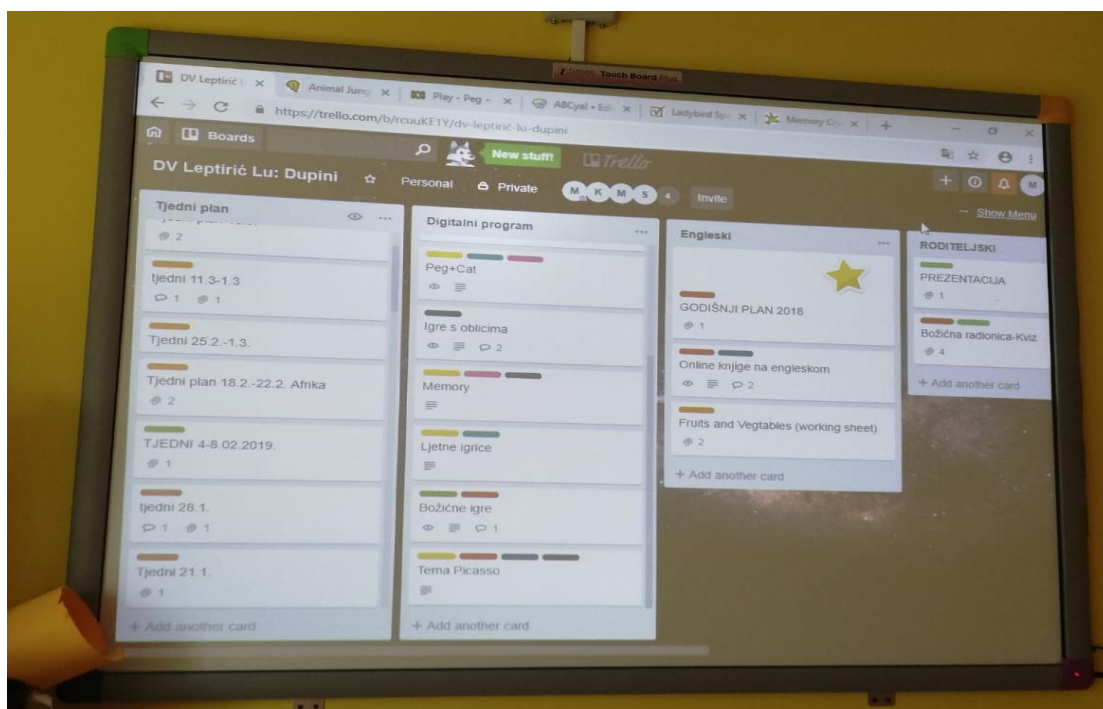 Touch Board Plus
DV Leptirić L
Animal Jung
Play - Peg -
ABCya! • Ed
Ladybird Sp
Memory C
https://trello.com/b/rcuuKE1Y/dv-leptirić-lu-dupini
Boards
New stuff!
Trello
DV Leptirić Lu: Dupini
Personal
Private
M K M S 4
Invite
M
Show Menu
Tjedni plan
2
tjedni 11.3-1.3
1 1
Tjedni 25.2.-1.3.
Tjedni plan 18.2.-22.2. Afrika
2
TJEDNI 4-8.02.2019.
1
tjedni 28.1.
1 1
Tjedni 21.1.
1
+ Add another card
Digitalni program
Peg+Cat
Igre s oblicima
2
Memory
Ljetne igrice
Božićne igre
1
Tema Picasso
+ Add another card
Engleski
GODIŠNJI PLAN 2018
1
Online knjige na engleskom
2
Fruits and Vegtables (working sheet)
2
+ Add another card
RODITELJSKI
PREZENTACIJA
1
Božićna radionica-Kviz
4
+ Add another card